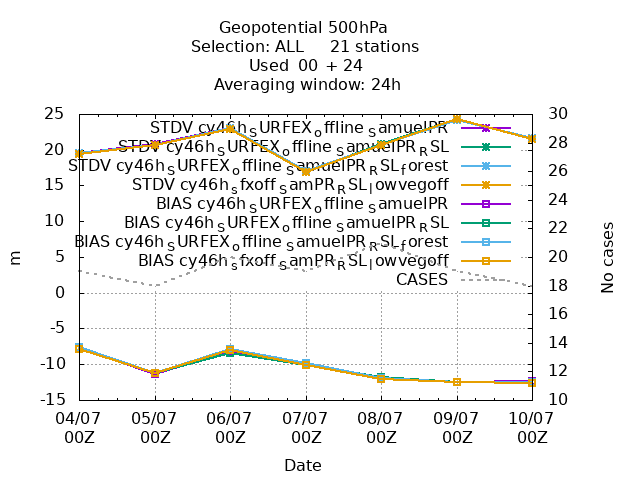 Geopotential 500hPa
Selection: ALL 21 stations
Used 00 + 24
Averaging window: 24h
25 30
STDV cy46h_SURFEX_offline_SamuelPR
20 28
STDV cy46h_SURFEX_offline_SamuelPR_RSL
STDV cy46h_SURFEX_offline_SamuelPR_RSL_forest
15 26
STDV cy46h_sfxoff_SamPR_RSL_lowvegoff
10 24
BIAS cy46h_SURFEX_offline_SamuelPR
BIAS cy46h_SURFEX_offline_SamuelPR_RSL
5 22
BIAS cy46h_SURFEX_offline_SamuelPR_RSL_forest
BIAS cy46h_sfxoff_SamPR_RSL_lowvegoff
0 20
CASES
-5 18
16
-10 14
12
-15 10
m
No cases
04/07 05/07 06/07 07/07 08/07 09/07 10/07
00Z 00Z 00Z 00Z 00Z 00Z 00Z
Date